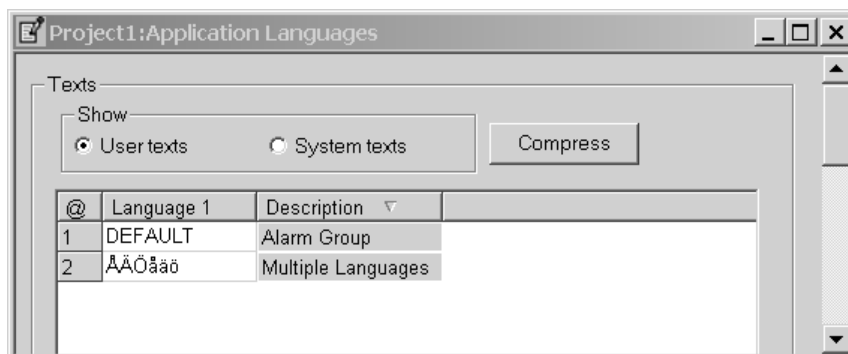 Project1:Application Languages
Texts
Show
User texts System texts Compress
@ Language 1 Description
1 DEFAULT Alarm Group
2 ÅÄÖåäö Multiple Languages